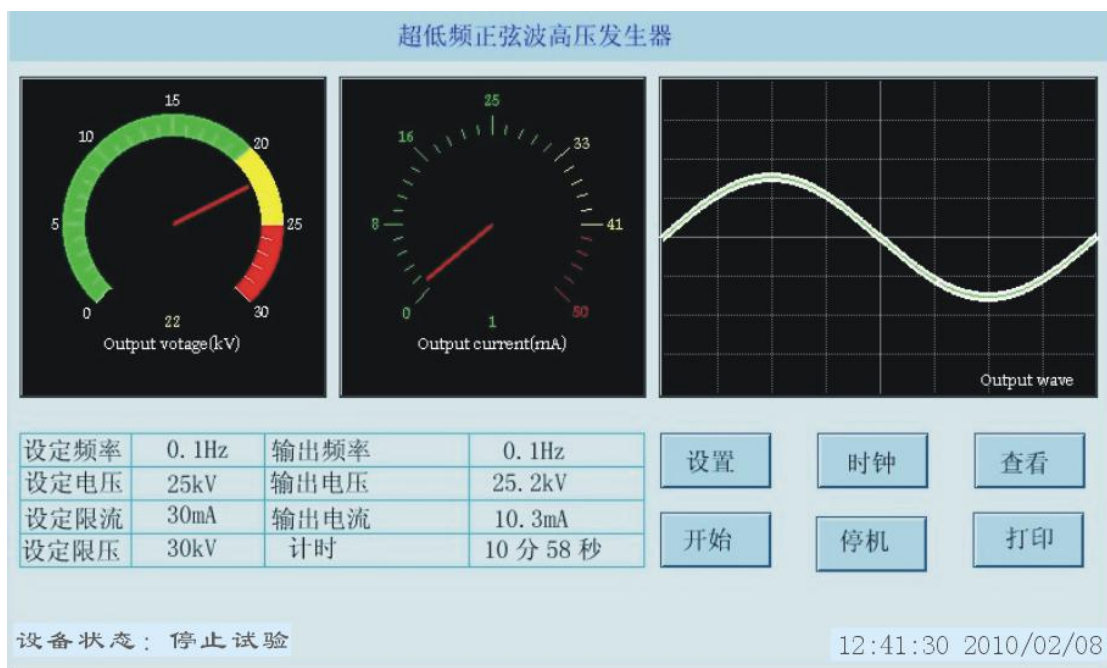 超低频正弦波高压发生器
0
5
10
15
20
25
30
22
Output votage(kV)
0
8
16
25
33
41
50
1
Output current(mA)
Output wave
设定频率 0.1Hz 输出频率 0.1Hz
设定电压 25kV 输出电压 25.2kV
设定限流 30mA 输出电流 10.3mA
设定限压 30kV 计时 10分58秒
设置 时钟 查看
开始 停机 打印
设备状态：停止试验
12:41:30 2010/02/08